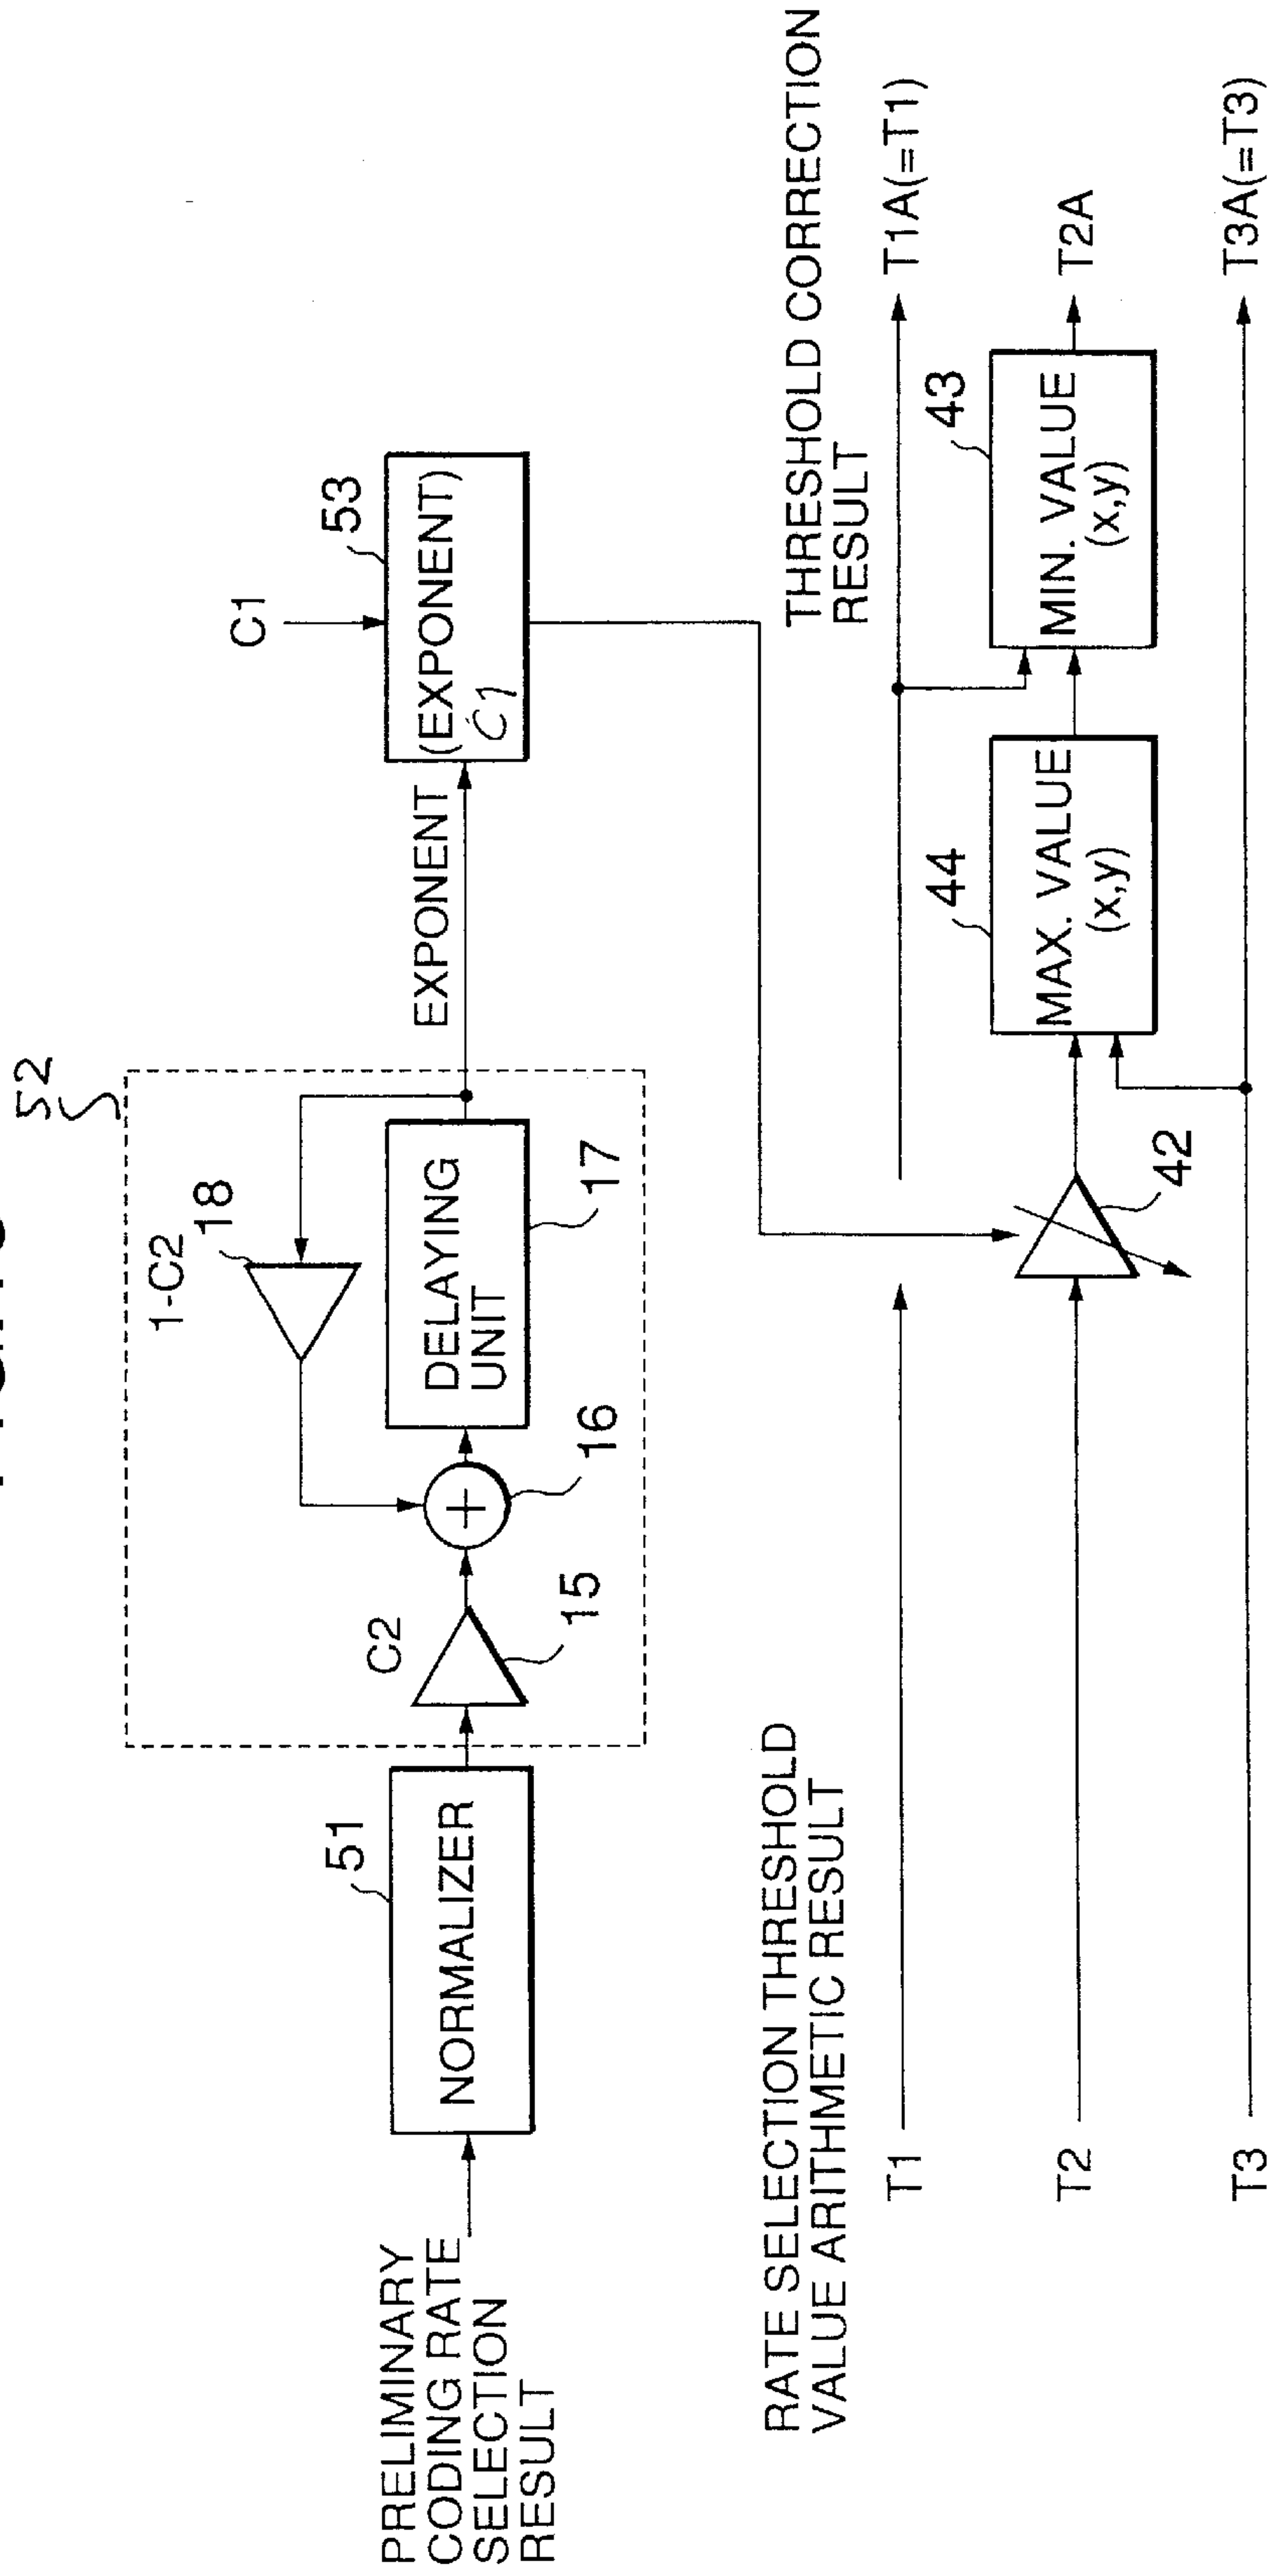 52
1-C2
18
C2
15
16
DELAYING
UNIT
17
51
NORMALIZER
PRELIMINARY
CODING RATE
SELECTION
RESULT
EXPONENT
C1
53
(EXPONENT)
C1
RATE SELECTION THRESHOLD
VALUE ARITHMETIC RESULT
THRESHOLD CORRECTION
RESULT
T1
T1A(=T1)
T2
42
44
MAX. VALUE
(x,y)
43
MIN. VALUE
(x,y)
T2A
T3
T3A(=T3)